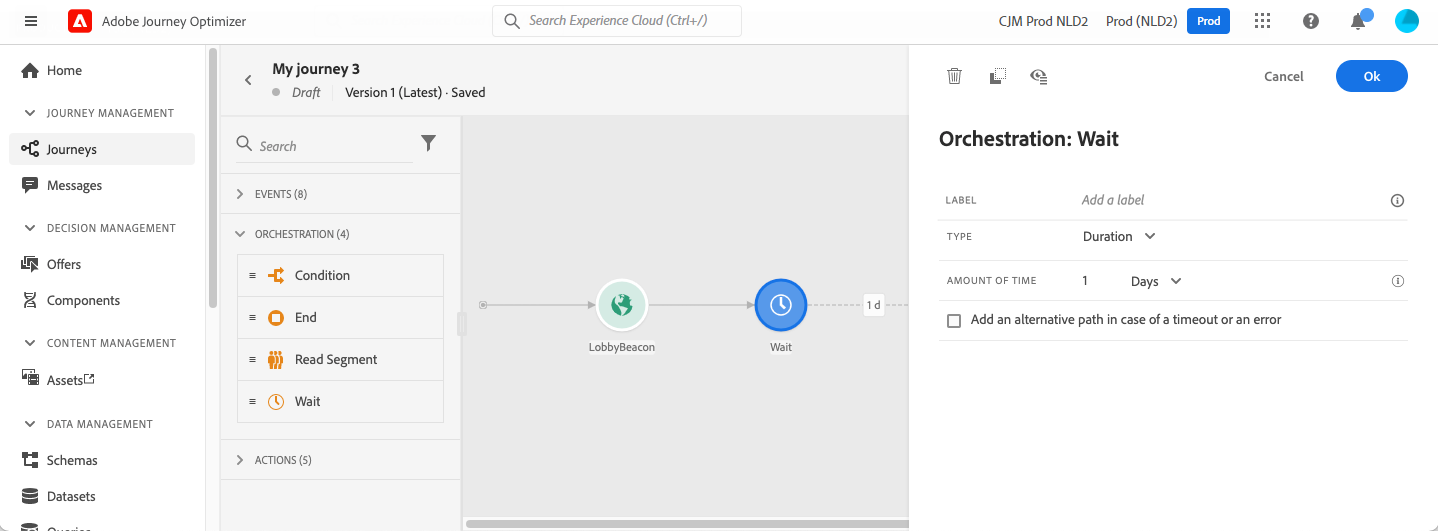 Adobe Journey Optimizer
Search Experience Cloud (Ctrl+/)
CJM Prod NLD2
Prod (NLD2)
Prod
Home
JOURNEY MANAGEMENT
Journeys
Messages
DECISION MANAGEMENT
Offers
Components
CONTENT MANAGEMENT
Assets
DATA MANAGEMENT
Schemas
Datasets
Queries
My journey 3
Draft
Version 1 (Latest) · Saved
Search
EVENTS (8)
ORCHESTRATION (4)
Condition
End
Read Segment
Wait
ACTIONS (5)
LobbyBeacon
Wait
1 d
Cancel
Ok
Orchestration: Wait
LABEL
Add a label
TYPE
Duration
AMOUNT OF TIME
1
Days
Add an alternative path in case of a timeout or an error